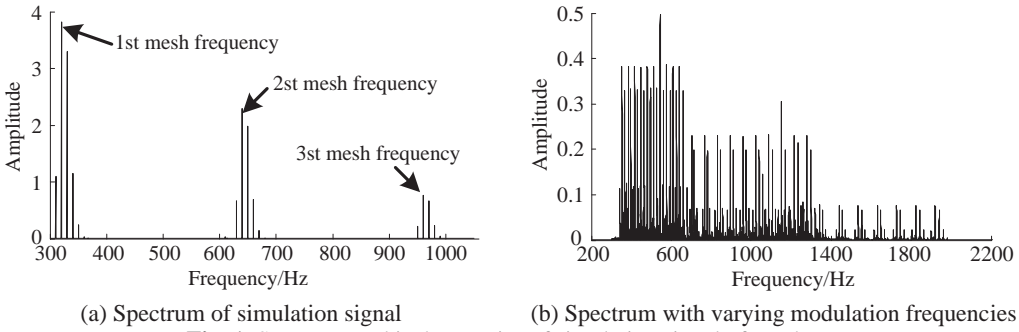 4
3
2
1
0
Amplitude
1st mesh frequency
2st mesh frequency
3st mesh frequency
300 400 500 600 700 800 900 1000
Frequency/Hz
(a) Spectrum of simulation signal
0.5
0.4
0.3
0.2
0.1
0
Amplitude
200 600 1000 1400 1800 2200
Frequency/Hz
(b) Spectrum with varying modulation frequencies